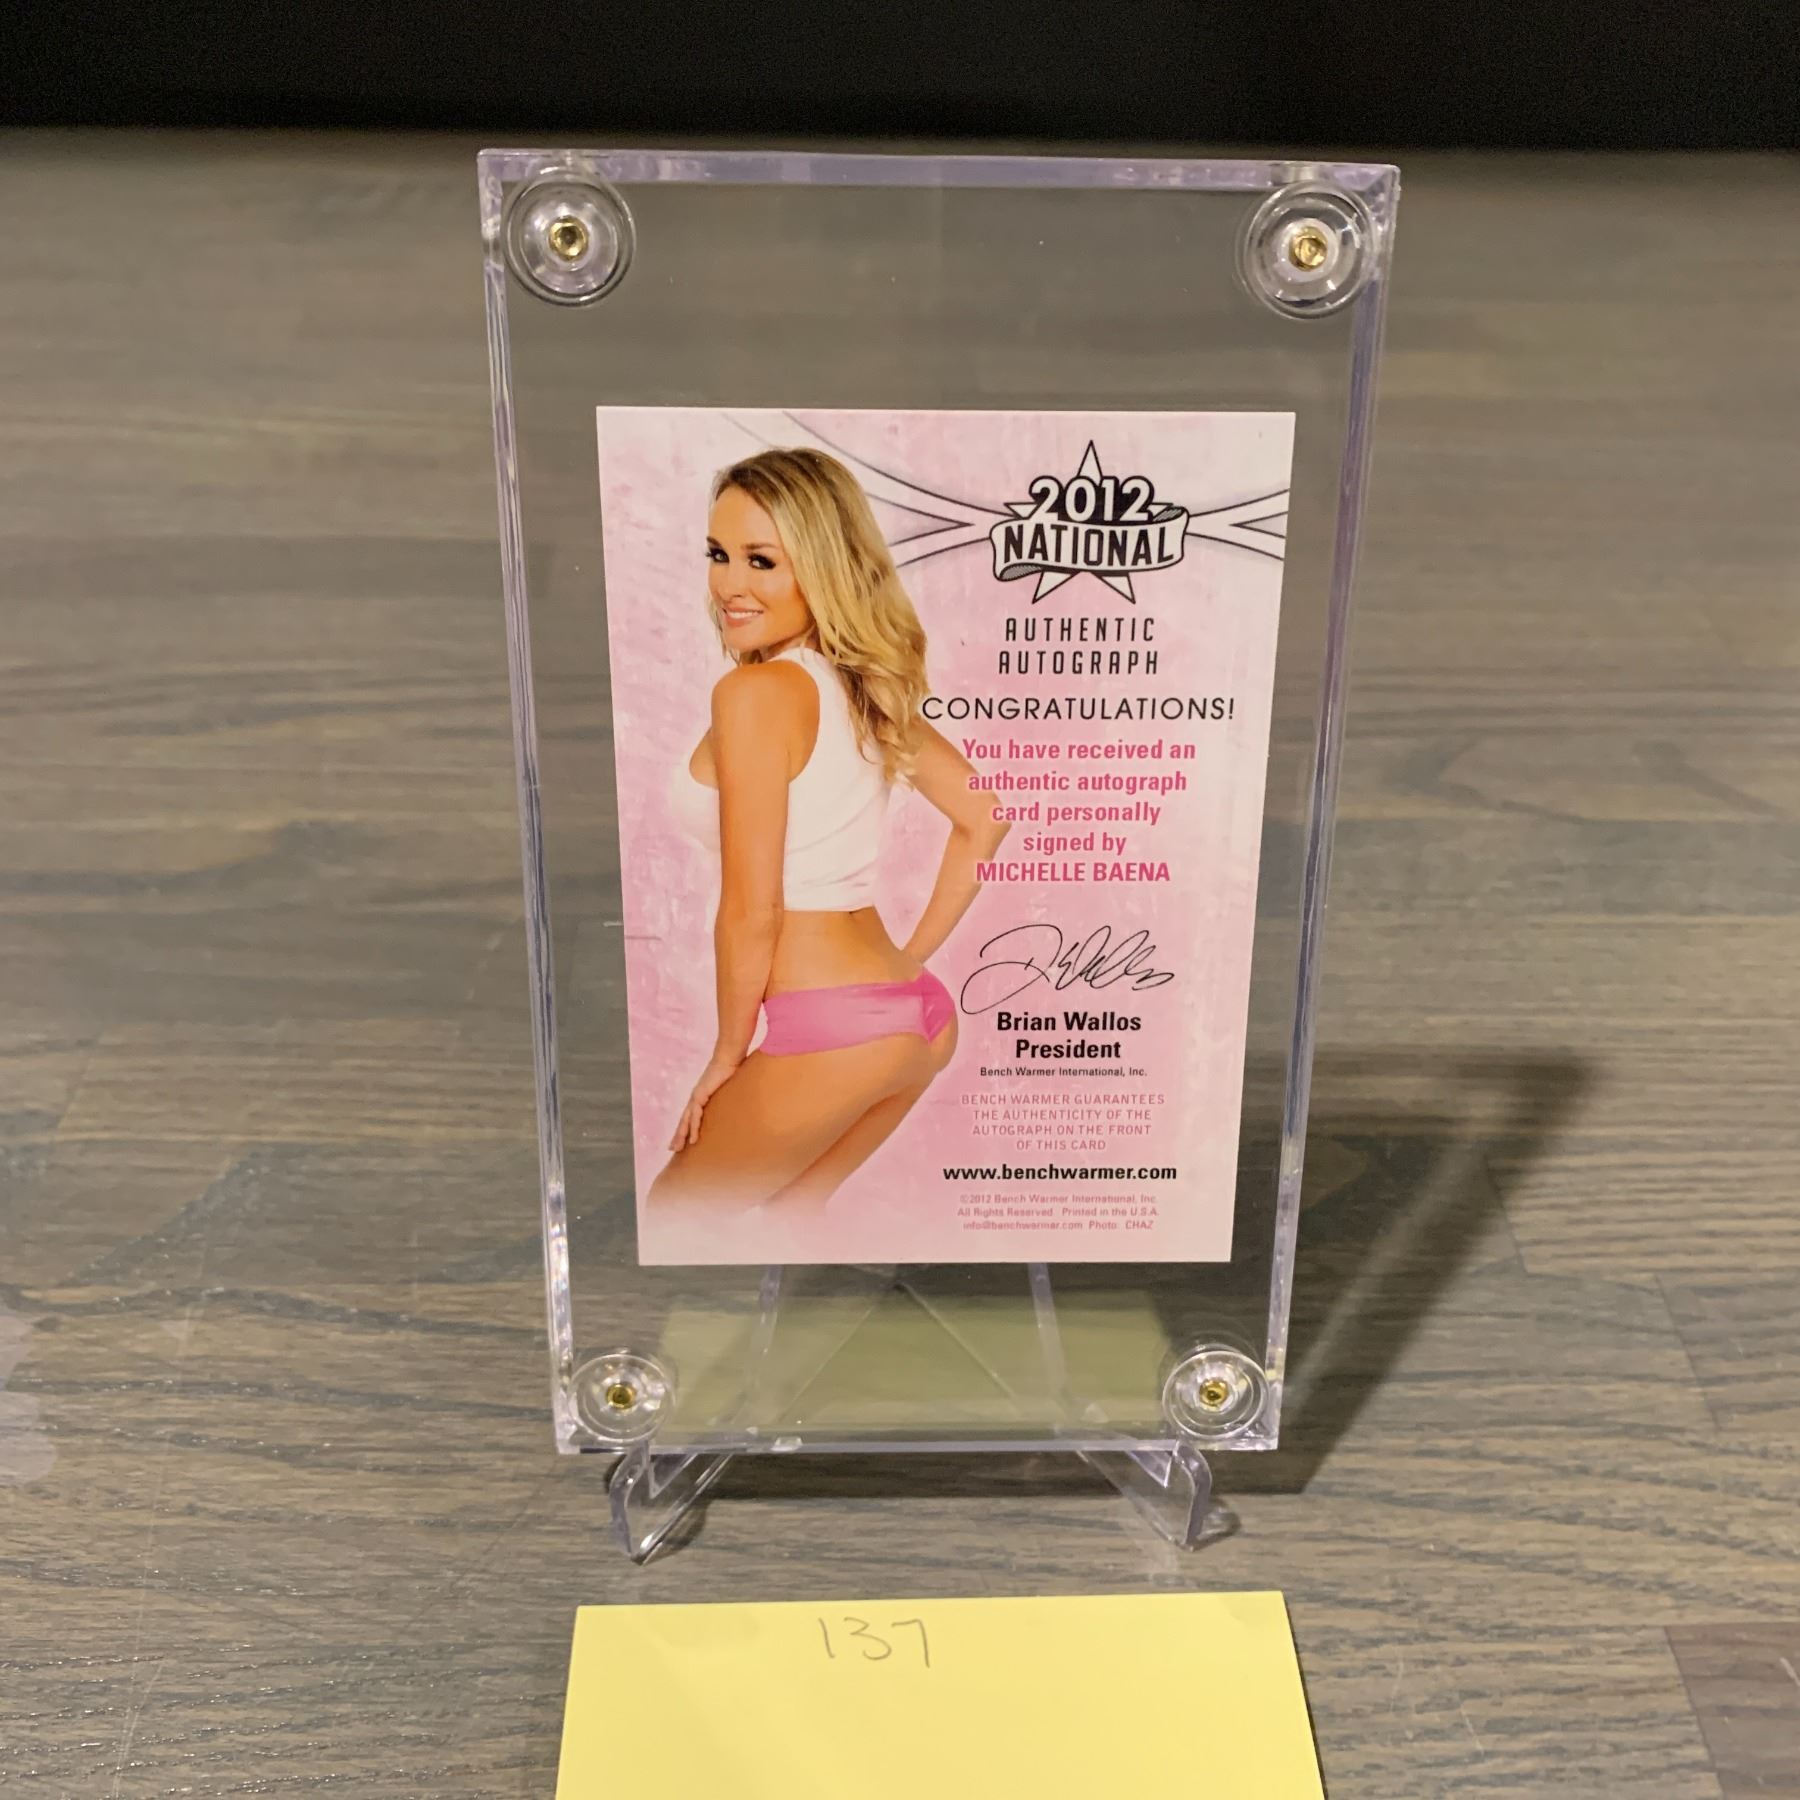 2012
NATIONAL
AUTHENTIC
AUTOGRAPH
CONGRATULATIONS!
You have received an
authentic autograph
card personally
signed by
MICHELLE BAENA
Brian Wallos
President
Bench Warmer International, Inc.
BENCH WARMER GUARANTEES
THE AUTHENTICITY OF THE
AUTOGRAPH ON THE FRONT
OF THIS CARD
www.benchwarmer.com
©2012 Bench Warmer International, Inc.
All Rights Reserved Printed in the U.S.A.
info@benchwarmer.com Photo: CHAZ
137